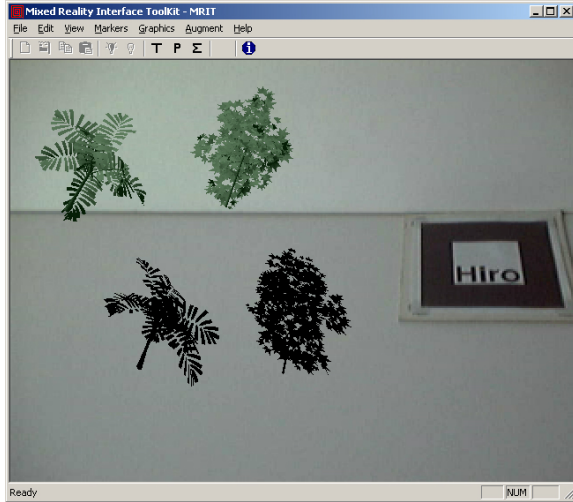 Mixed Reality Interface ToolKit - MRIT
File Edit View Markers Graphics Augment Help
T P Σ i
Hiro
Ready NUM